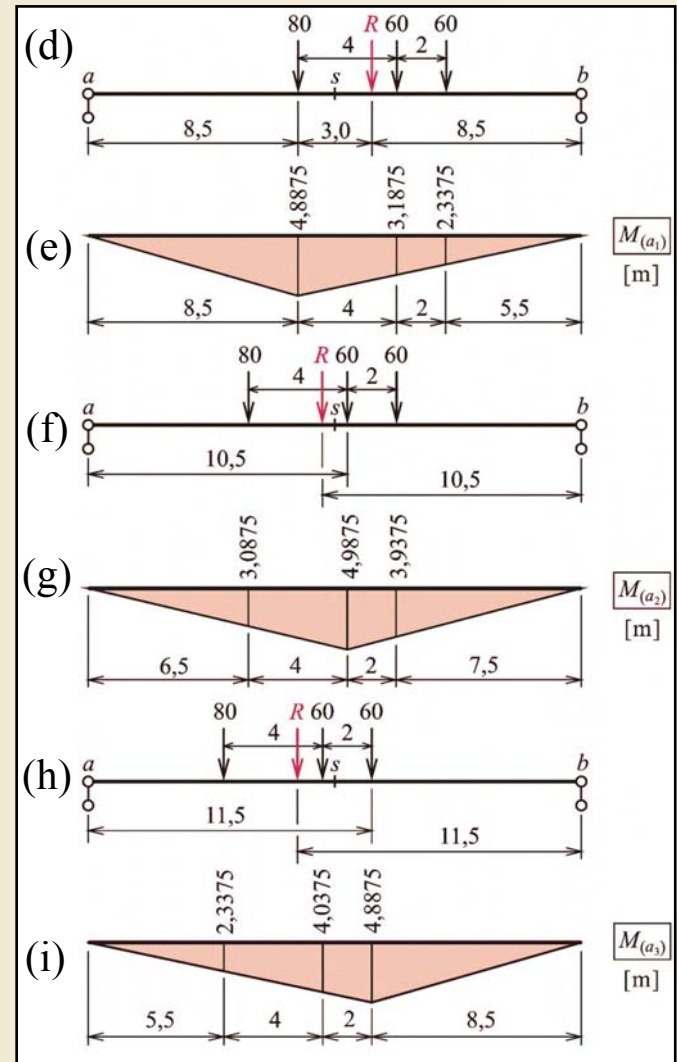 (d)
80 R 60 60
4 2
a s b
8,5 3,0 8,5
4,8875 3,1875 2,3375
(e) M(a₁)
[m]
8,5 4 2 5,5
80 R 60 60
4 2
a s b
(f)
10,5
10,5
3,0875 4,9875 3,9375
(g) M(a₂)
[m]
6,5 4 2 7,5
80 R 60 60
4 2
(h) s
a b
11,5
11,5
2,3375 4,0375 4,8875
(i) M(a₃)
[m]
5,5 4 2 8,5